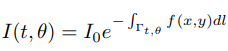 I(t, θ) = I₀e^{− ∫_{Γ_{t,θ}} f(x,y)dl}